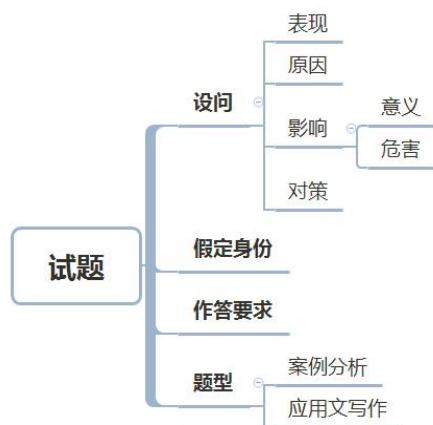 试题
设问
表现
原因
影响
意义
危害
对策
假定身份
作答要求
题型
案例分析
应用文写作